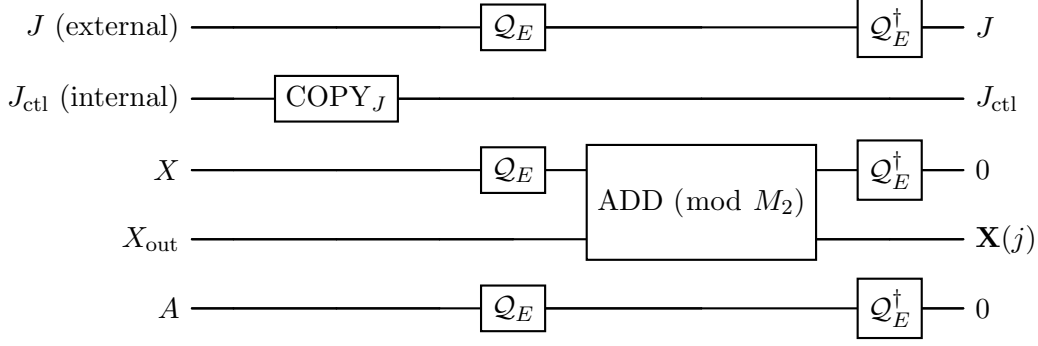 J (external) 𝒬_E 𝒬_E^† J
J_ctl (internal) COPY_J J_ctl
X 𝒬_E ADD (mod M_2) 𝒬_E^† 0
X_out 𝐗(j)
A 𝒬_E 𝒬_E^† 0